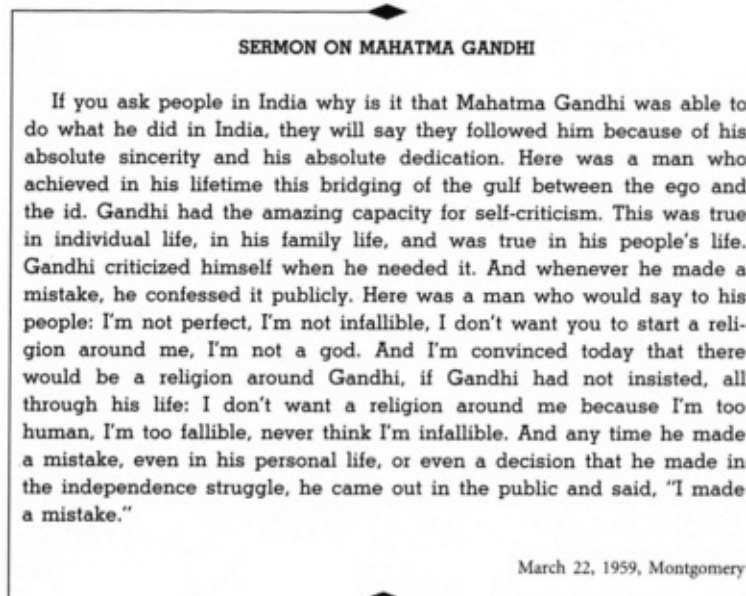 SERMON ON MAHATMA GANDHI
If you ask people in India why is it that Mahatma Gandhi was able to
do what he did in India, they will say they followed him because of his
absolute sincerity and his absolute dedication. Here was a man who
achieved in his lifetime this bridging of the gulf between the ego and
the id. Gandhi had the amazing capacity for self-criticism. This was true
in individual life, in his family life, and was true in his people's life.
Gandhi criticized himself when he needed it. And whenever he made a
mistake, he confessed it publicly. Here was a man who would say to his
people: I'm not perfect, I'm not infallible, I don't want you to start a reli-
gion around me, I'm not a god. And I'm convinced today that there
would be a religion around Gandhi, if Gandhi had not insisted, all
through his life: I don't want a religion around me because I'm too
human, I'm too fallible, never think I'm infallible. And any time he made
a mistake, even in his personal life, or even a decision that he made in
the independence struggle, he came out in the public and said, "I made
a mistake."
March 22, 1959, Montgomery